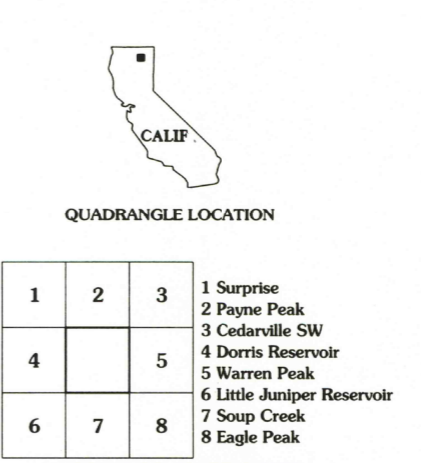 CALIF.
QUADRANGLE LOCATION
1 2 3
4 5
6 7 8
1 Surprise
2 Payne Peak
3 Cedarville SW
4 Dorris Reservoir
5 Warren Peak
6 Little Juniper Reservoir
7 Soup Creek
8 Eagle Peak